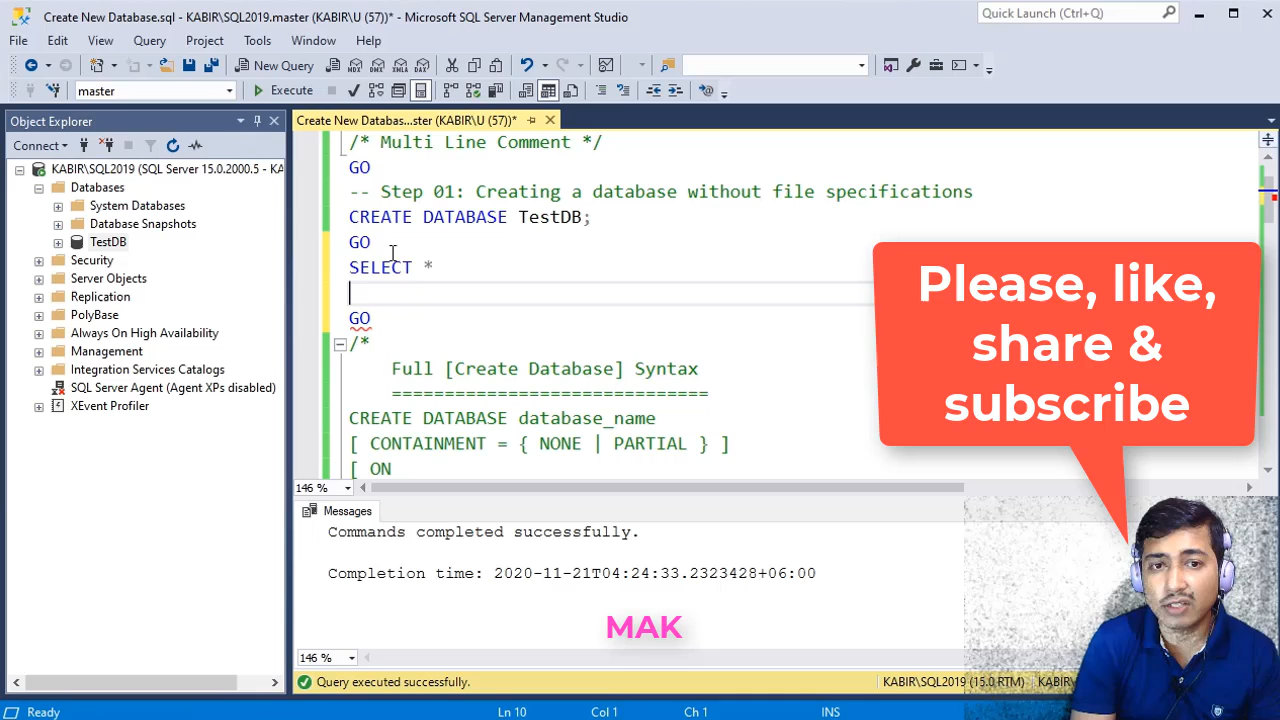 Create New Database.sql - KABIR\SQL2019.master (KABIR\U (57))* - Microsoft SQL Server Management Studio
Quick Launch (Ctrl+Q)
File Edit View Query Project Tools Window Help
New Query
master
Execute
Object Explorer
Create New Databas...ster (KABIR\U (57))*
Connect
KABIR\SQL2019 (SQL Server 15.0.2000.5 - KA
Databases
System Databases
Database Snapshots
TestDB
Security
Server Objects
Replication
PolyBase
Always On High Availability
Management
Integration Services Catalogs
SQL Server Agent (Agent XPs disabled)
XEvent Profiler
/* Multi Line Comment */
GO
-- Step 01: Creating a database without file specifications
CREATE DATABASE TestDB;
GO
SELECT *
GO
/*
Full [Create Database] Syntax
=============================
CREATE DATABASE database_name
[ CONTAINMENT = { NONE | PARTIAL } ]
[ ON
146 %
Please, like,
share &
subscribe
Messages
Commands completed successfully.
Completion time: 2020-11-21T04:24:33.2323428+06:00
MAK
146 %
Query executed successfully.
KABIR\SQL2019 (15.0 RTM)
Ready
Ln 10
Col 1
Ch 1
INS